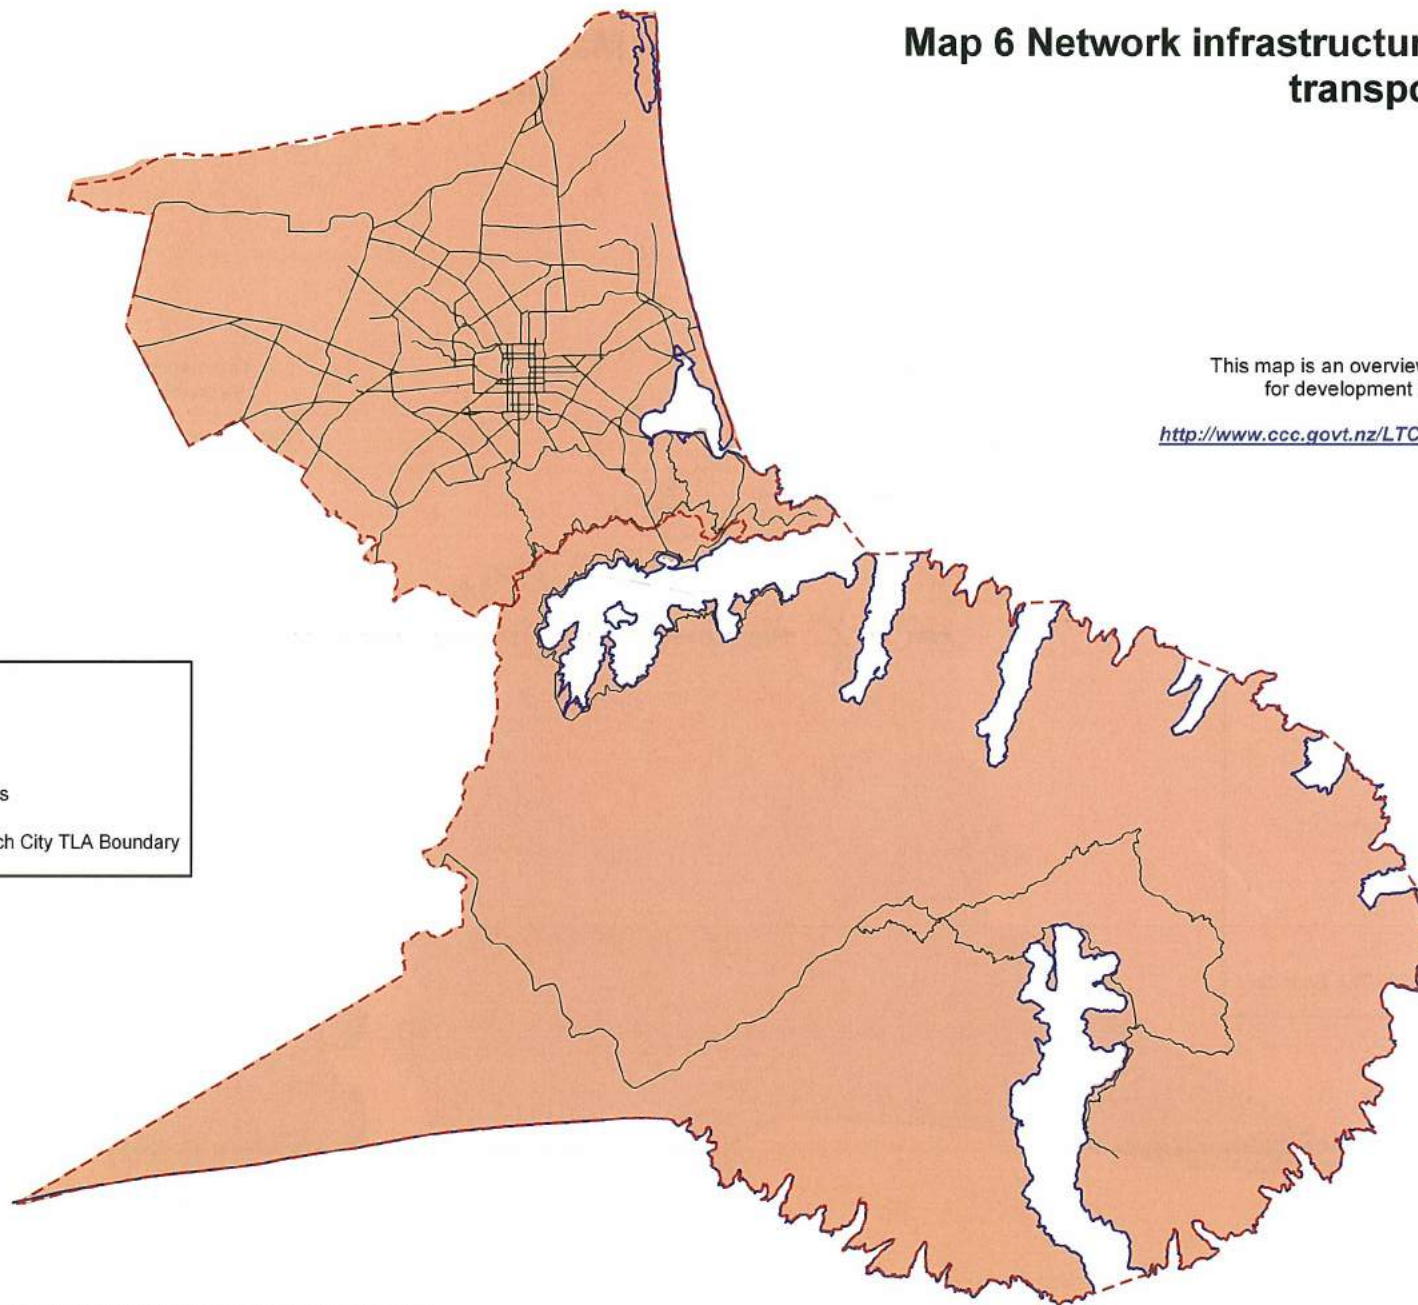 Map 6 Network infrastructur
transpo
This map is an overview
for development
http://www.ccc.govt.nz/LTC
s
ch City TLA Boundary